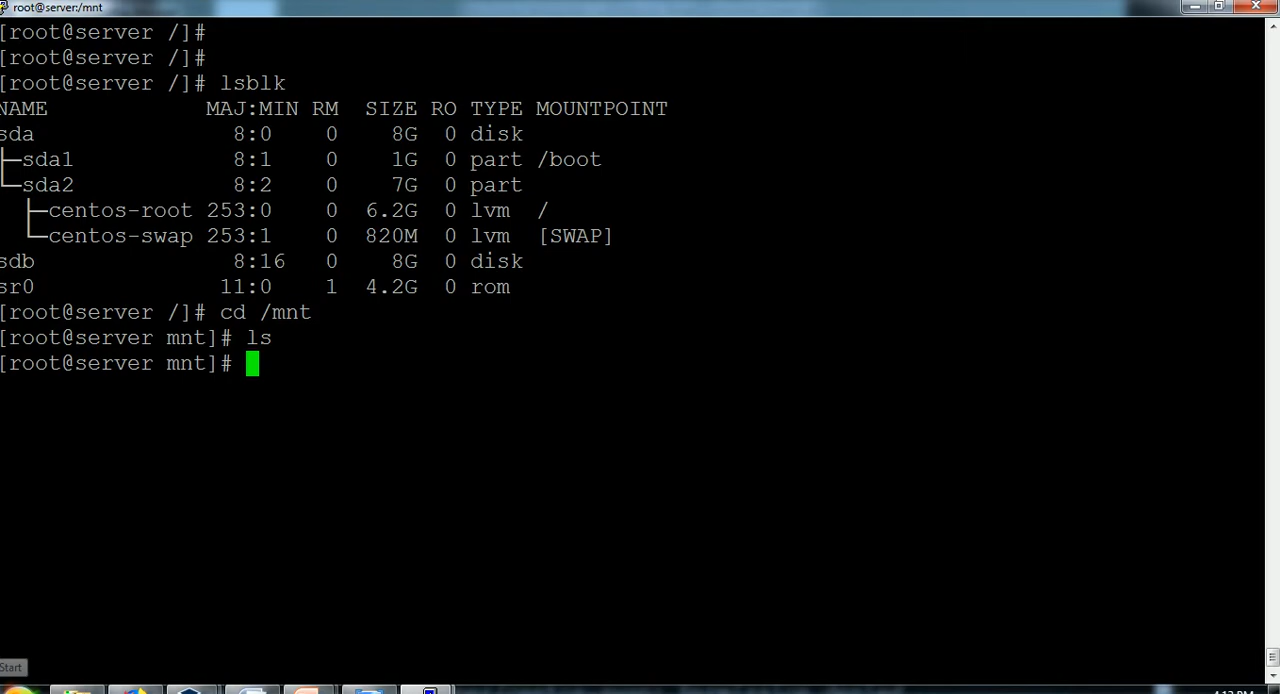 root@server:/mnt
[root@server /]#
[root@server /]#
[root@server /]# lsblk
NAME            MAJ:MIN RM   SIZE RO TYPE MOUNTPOINT
sda               8:0    0     8G  0 disk
├─sda1            8:1    0     1G  0 part /boot
└─sda2            8:2    0     7G  0 part
  ├─centos-root 253:0    0   6.2G  0 lvm  /
  └─centos-swap 253:1    0   820M  0 lvm  [SWAP]
sdb               8:16   0     8G  0 disk
sr0              11:0    1   4.2G  0 rom
[root@server /]# cd /mnt
[root@server mnt]# ls
[root@server mnt]#
Start